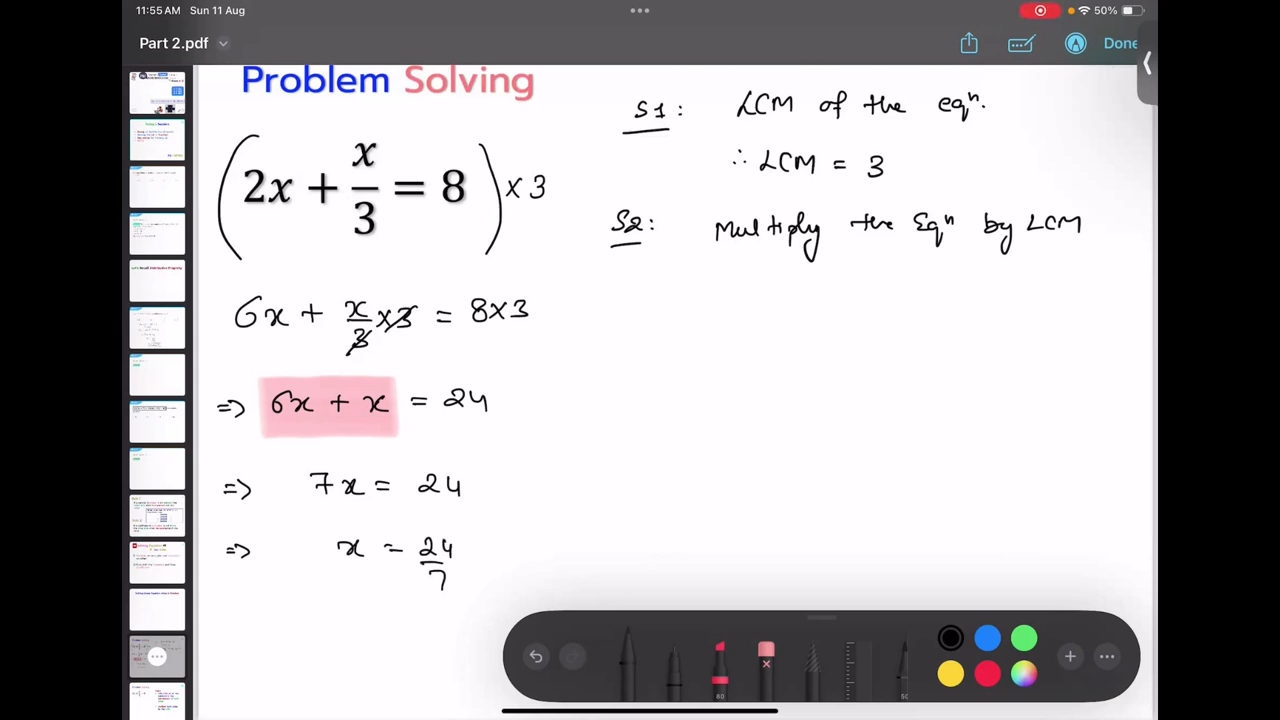 11:55 AM Sun 11 Aug
50%
Part 2.pdf
Done
Problem Solving
(2x + x/3 = 8) × 3
6x + x/3 × 3 = 8×3
=> 6x + x = 24
=> 7x = 24
=> x = 24/7
S1: LCM of the eqⁿ.
∴ LCM = 3
S2: Multiply the Eqⁿ by LCM
80
50